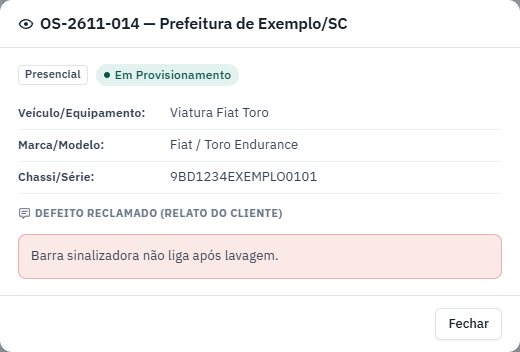 OS-2611-014 — Prefeitura de Exemplo/SC
Presencial
Em Provisionamento
Veículo/Equipamento: Viatura Fiat Toro
Marca/Modelo: Fiat / Toro Endurance
Chassi/Série: 9BD1234EXEMPLO0101
DEFEITO RECLAMADO (RELATO DO CLIENTE)
Barra sinalizadora não liga após lavagem.
Fechar